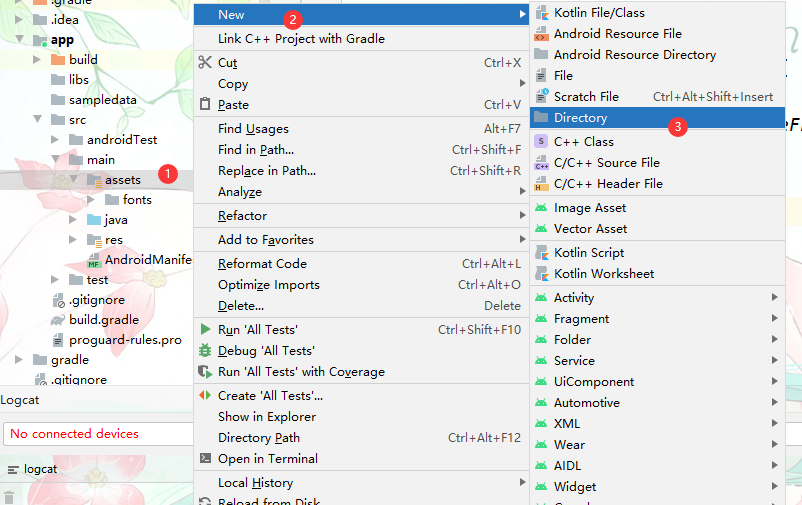 .gradle
.idea
app
build
libs
sampledata
src
androidTest
main
assets
1
fonts
java
res
AndroidManife
test
.gitignore
build.gradle
proguard-rules.pro
gradle
.gitignore
Logcat
No connected devices
logcat
New
2
Link C++ Project with Gradle
Cut Ctrl+X
Copy
Paste Ctrl+V
Find Usages Alt+F7
Find in Path... Ctrl+Shift+F
Replace in Path... Ctrl+Shift+R
Analyze
Refactor
Add to Favorites
Reformat Code Ctrl+Alt+L
Optimize Imports Ctrl+Alt+O
Delete... Delete
Run 'All Tests' Ctrl+Shift+F10
Debug 'All Tests'
Run 'All Tests' with Coverage
Create 'All Tests'...
Show in Explorer
Directory Path Ctrl+Alt+F12
Open in Terminal
Local History
Reload from Disk
Kotlin File/Class
Android Resource File
Android Resource Directory
File
Scratch File Ctrl+Alt+Shift+Insert
Directory
3
C++ Class
C/C++ Source File
C/C++ Header File
Image Asset
Vector Asset
Kotlin Script
Kotlin Worksheet
Activity
Fragment
Folder
Service
UiComponent
Automotive
XML
Wear
AIDL
Widget